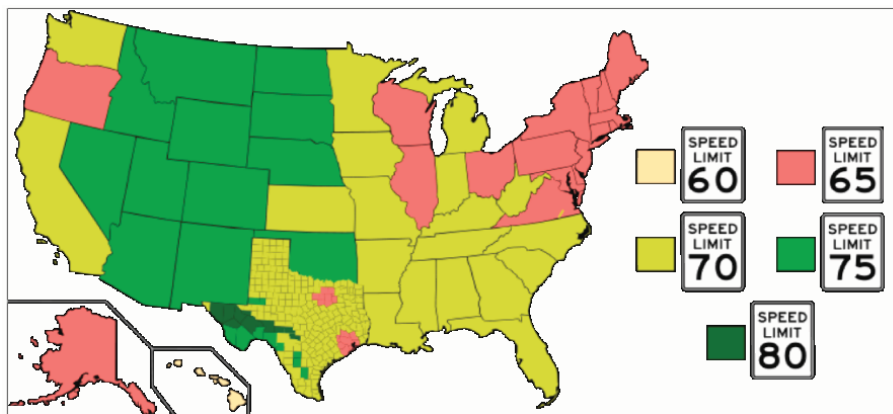 SPEED
LIMIT
60
SPEED
LIMIT
65
SPEED
LIMIT
70
SPEED
LIMIT
75
SPEED
LIMIT
80